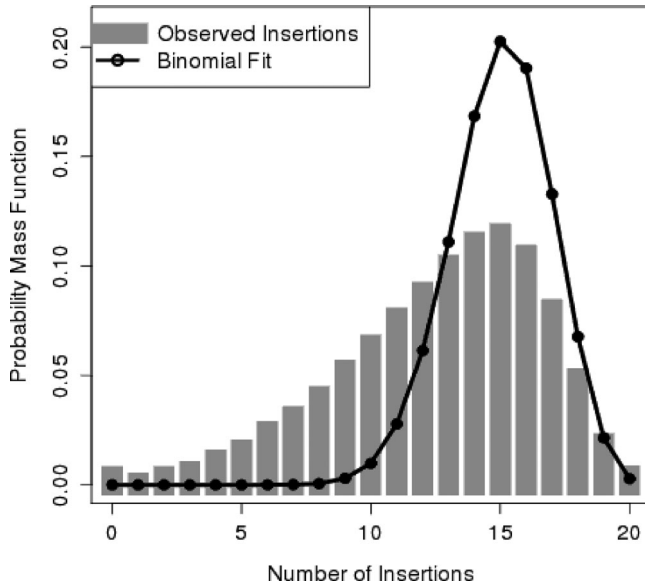 Observed Insertions
Binomial Fit
Probability Mass Function
0.20
0.15
0.10
0.05
0.00
0 5 10 15 20
Number of Insertions